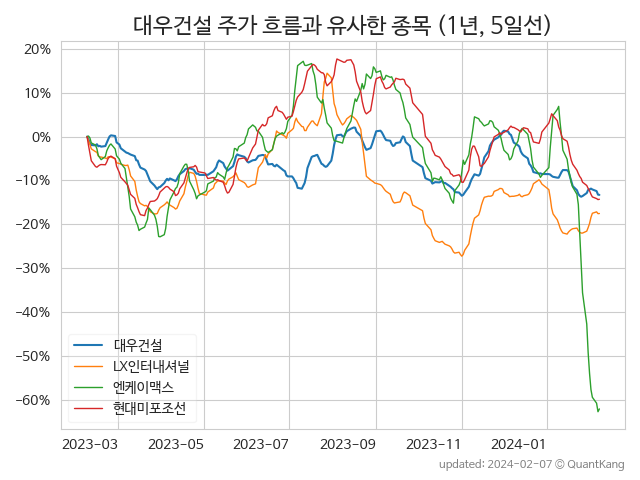 대우건설 주가 흐름과 유사한 종목 (1년, 5일선)
20%
10%
0%
−10%
−20%
−30%
−40%
−50%
−60%
대우건설
LX인터내셔널
엔케이맥스
현대미포조선
2023-03 2023-05 2023-07 2023-09 2023-11 2024-01
updated: 2024-02-07 © QuantKang